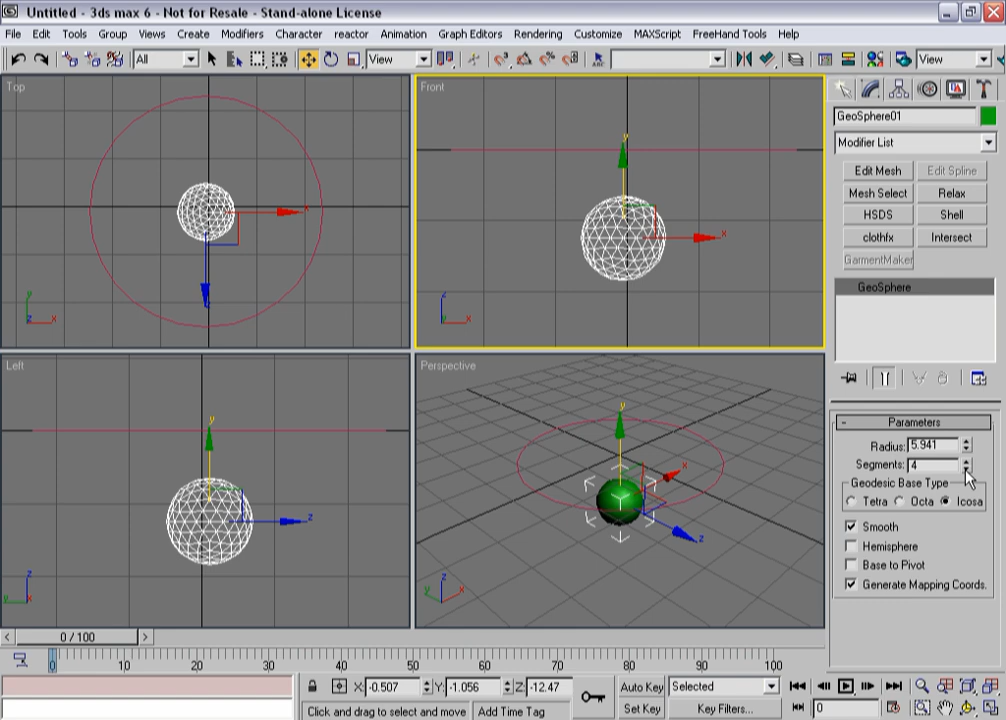 Untitled - 3ds max 6 - Not for Resale - Stand-alone License
File Edit Tools Group Views Create Modifiers Character reactor Animation Graph Editors Rendering Customize MAXScript FreeHand Tools Help
All View View
Top
Front
Left
Perspective
y x z x
y x z x
y z z y x
y x z z y x
GeoSphere01
Modifier List
Edit Mesh Edit Spline
Mesh Select Relax
HSDS Shell
clothfx Intersect
GarmentMaker
GeoSphere
- Parameters
Radius: 5.941
Segments: 4
Geodesic Base Type
Tetra Octa Icosa
Smooth
Hemisphere
Base to Pivot
Generate Mapping Coords.
< 0 / 100 >
0 10 20 30 40 50 60 70 80 90 100
X: -0.507 Y: -1.056 Z: -12.47 Auto Key Selected
Click and drag to select and move Add Time Tag Set Key Key Filters... 0